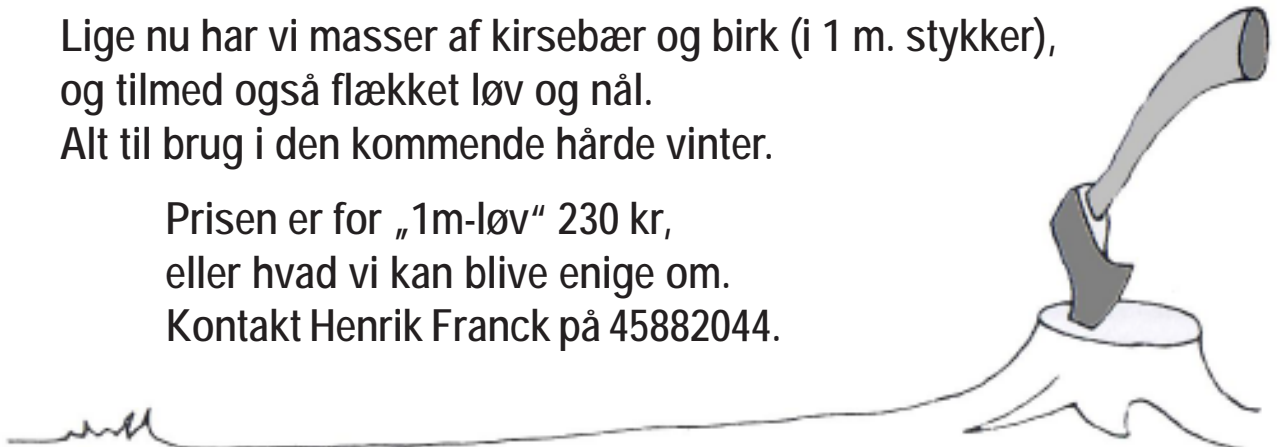 Lige nu har vi masser af kirsebær og birk (i 1 m. stykker),
og tilmed også flækket løv og nål.
Alt til brug i den kommende hårde vinter.
Prisen er for „1m-løv“ 230 kr,
eller hvad vi kan blive enige om.
Kontakt Henrik Franck på 45882044.